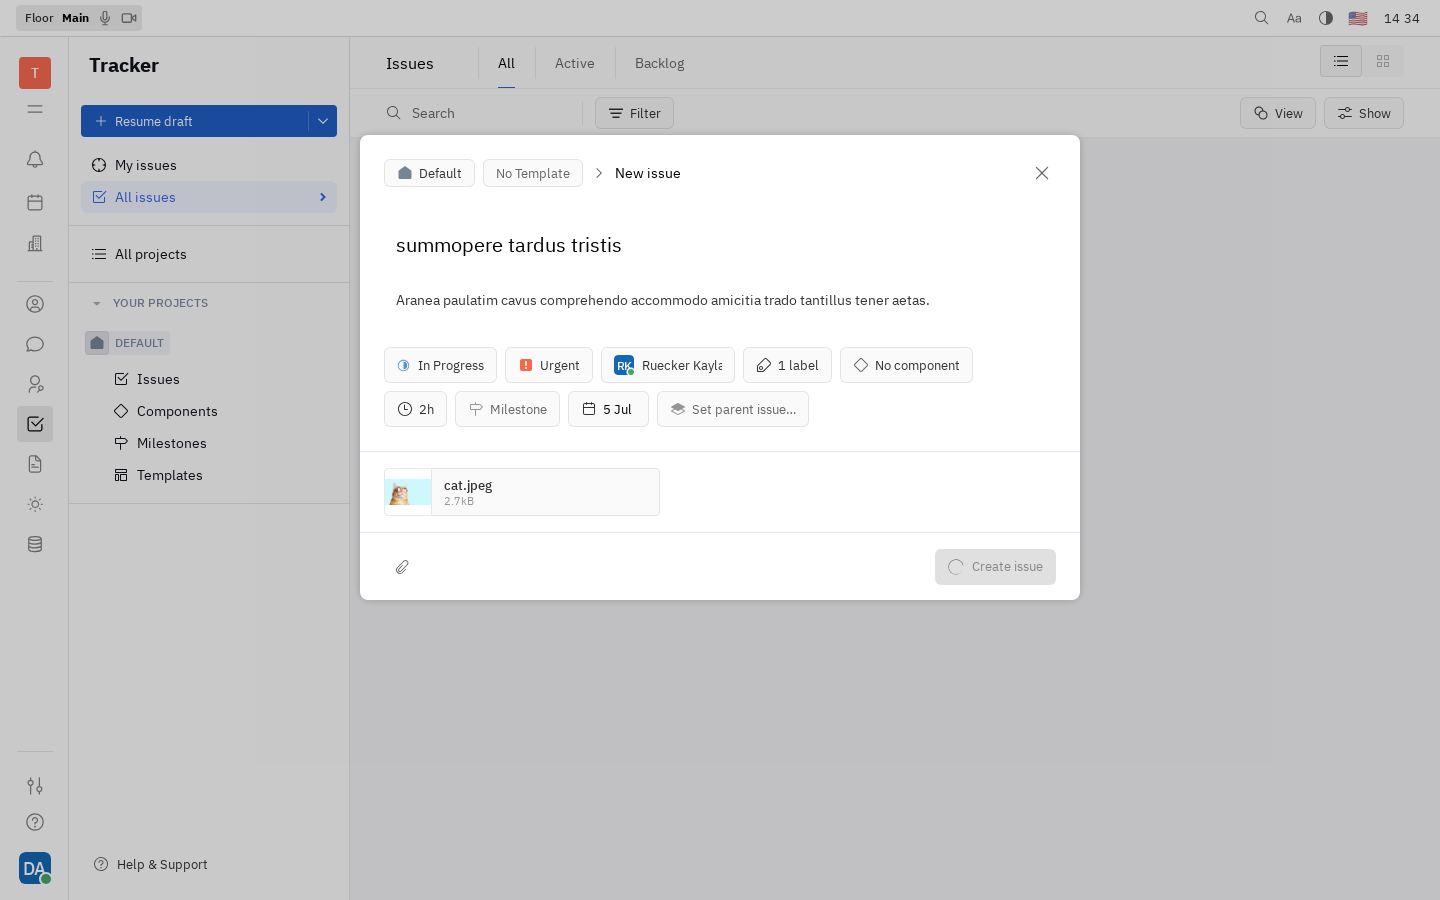 Floor Main
Aa
14 34
T
Tracker
Resume draft
My issues
All issues
All projects
YOUR PROJECTS
DEFAULT
Issues
Components
Milestones
Templates
Help & Support
DA
Issues
All
Active
Backlog
Search
Filter
View
Show
Default
No Template
New issue
summopere tardus tristis
Aranea paulatim cavus comprehendo accommodo amicitia trado tantillus tener aetas.
In Progress
Urgent
RK
Ruecker Kayla
1 label
No component
2h
Milestone
5 Jul
Set parent issue...
cat.jpeg
2.7kB
Create issue